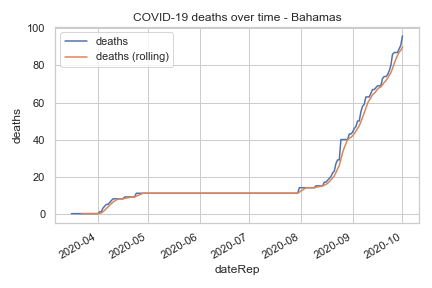 COVID-19 deaths over time - Bahamas
deaths
deaths (rolling)
100
80
60
40
20
0
deaths
2020-04
2020-05
2020-06
2020-07
2020-08
2020-09
2020-10
dateRep